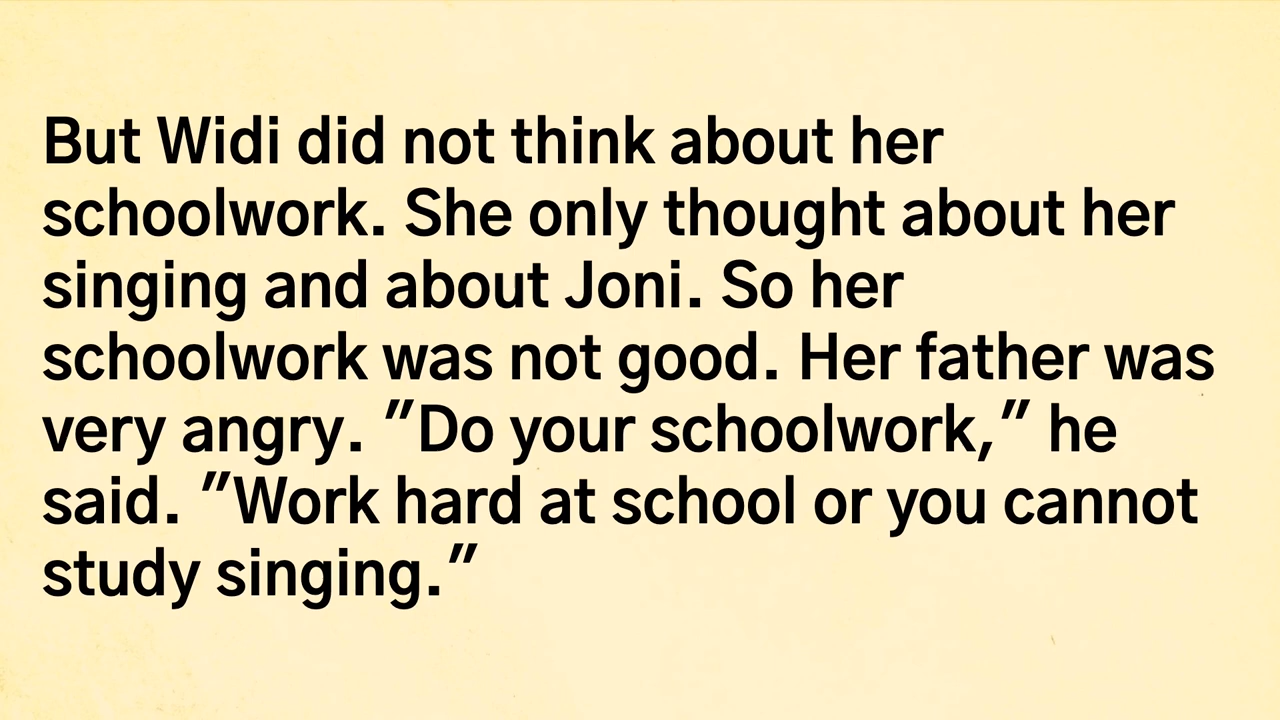 But Widi did not think about her
schoolwork. She only thought about her
singing and about Joni. So her
schoolwork was not good. Her father was
very angry. "Do your schoolwork," he
said. "Work hard at school or you cannot
study singing."